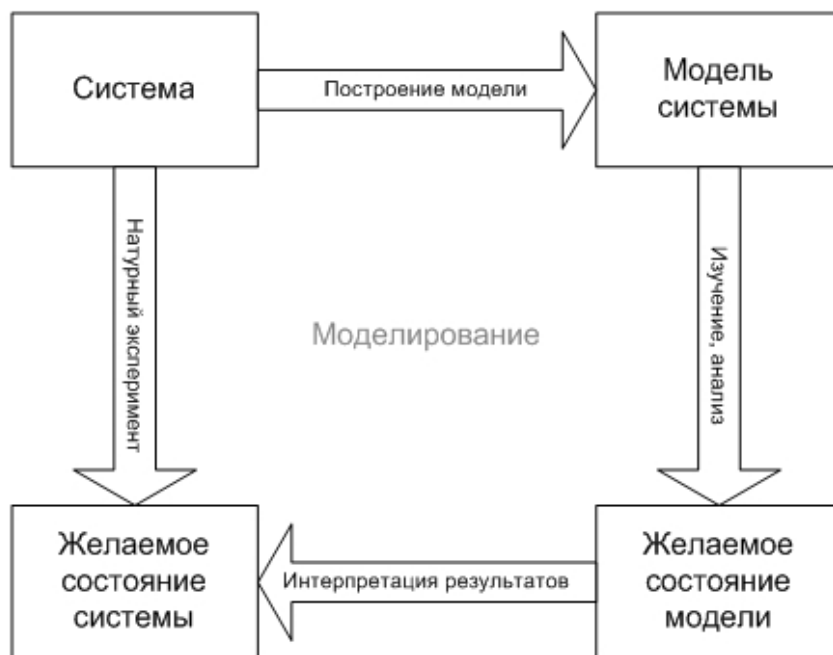 Система
Построение модели
Модель
системы
Натурный эксперимент
Моделирование
Изучение, анализ
Желаемое
состояние
системы
Интерпретация результатов
Желаемое
состояние
модели